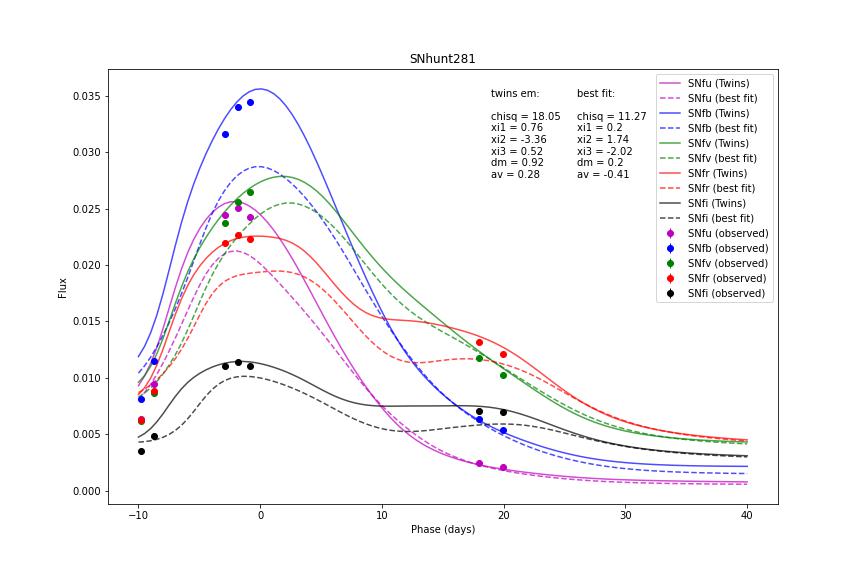 SNhunt281
twins em:
chisq = 18.05
xi1 = 0.76
xi2 = -3.36
xi3 = 0.52
dm = 0.92
av = 0.28
best fit:
chisq = 11.27
xi1 = 0.2
xi2 = 1.74
xi3 = -2.02
dm = 0.2
av = -0.41
SNfu (Twins)
SNfu (best fit)
SNfb (Twins)
SNfb (best fit)
SNfv (Twins)
SNfv (best fit)
SNfr (Twins)
SNfr (best fit)
SNfi (Twins)
SNfi (best fit)
SNfu (observed)
SNfb (observed)
SNfv (observed)
SNfr (observed)
SNfi (observed)
Flux
0.035
0.030
0.025
0.020
0.015
0.010
0.005
0.000
−10
0
10
20
30
40
Phase (days)